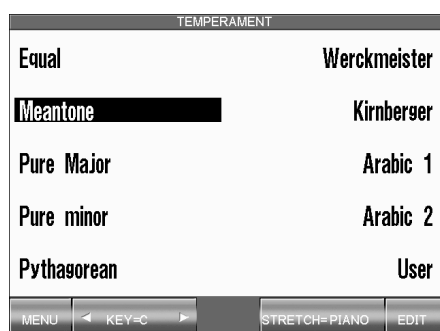 TEMPERAMENT
Equal Werckmeister
Meantone Kirnberger
Pure Major Arabic 1
Pure minor Arabic 2
Pythagorean User
MENU KEY=C STRETCH=PIANO EDIT